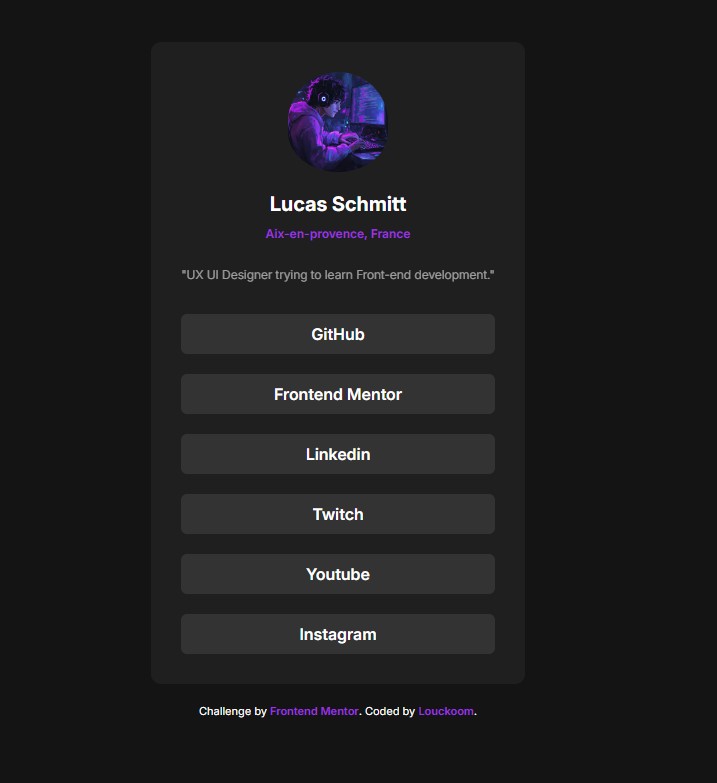 Lucas Schmitt
Aix-en-provence, France
"UX UI Designer trying to learn Front-end development."
GitHub
Frontend Mentor
Linkedin
Twitch
Youtube
Instagram
Challenge by Frontend Mentor. Coded by Louckoom.